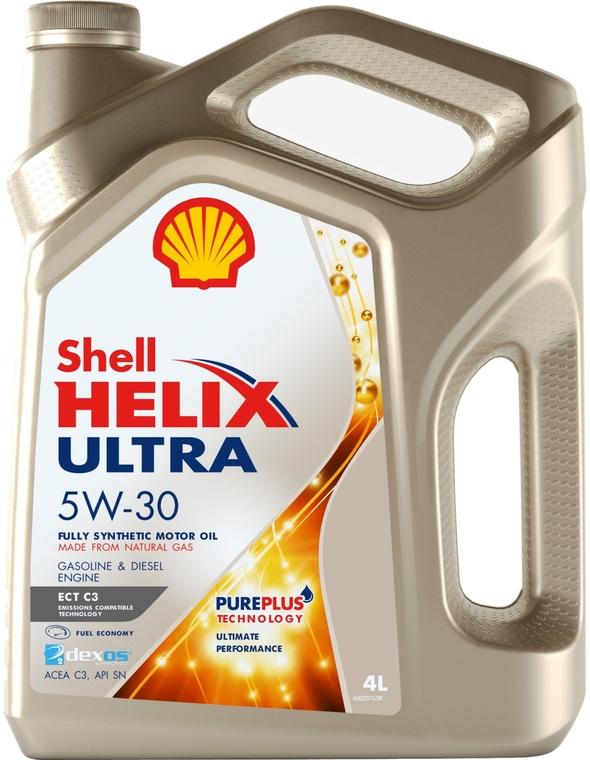 Shell
HELIX
ULTRA
5W-30
FULLY SYNTHETIC MOTOR OIL
MADE FROM NATURAL GAS
GASOLINE & DIESEL
ENGINE
ECT C3
EMISSIONS COMPATIBLE
TECHNOLOGY
FUEL ECONOMY
dexos2
ACEA C3, API SN
PUREPLUS
TECHNOLOGY
ULTIMATE
PERFORMANCE
4L